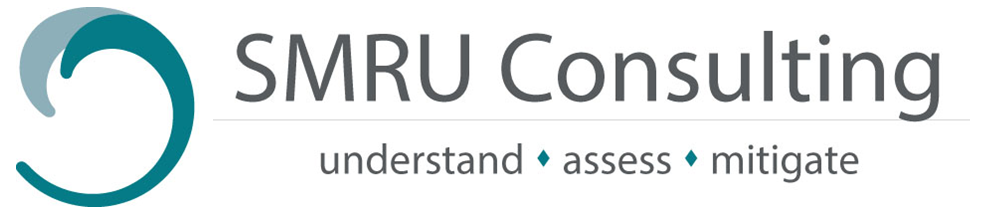 SMRU Consulting
understand ⬩ assess ⬩ mitigate